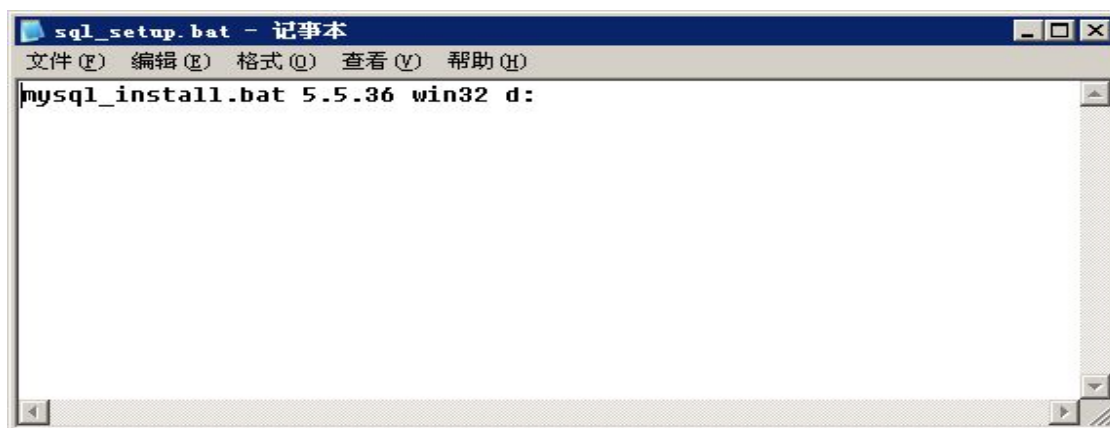 sql_setup.bat - 记事本
文件(F) 编辑(E) 格式(O) 查看(V) 帮助(H)
mysql_install.bat 5.5.36 win32 d: